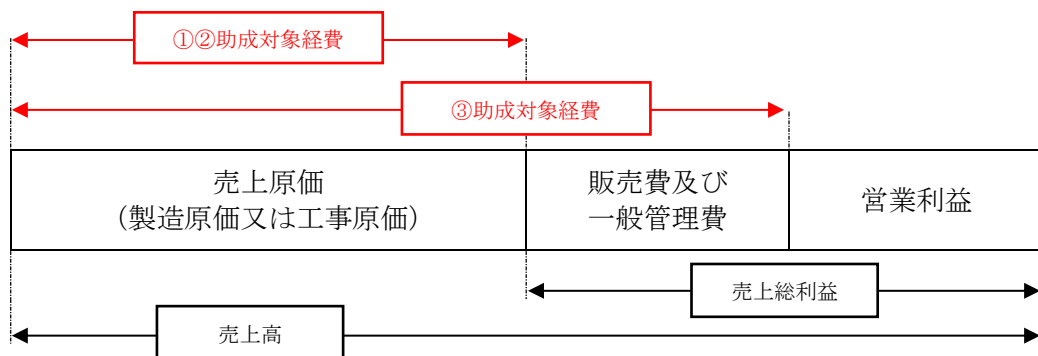 ①②助成対象経費
③助成対象経費
売上原価
（製造原価又は工事原価）
販売費及び
一般管理費
営業利益
売上総利益
売上高